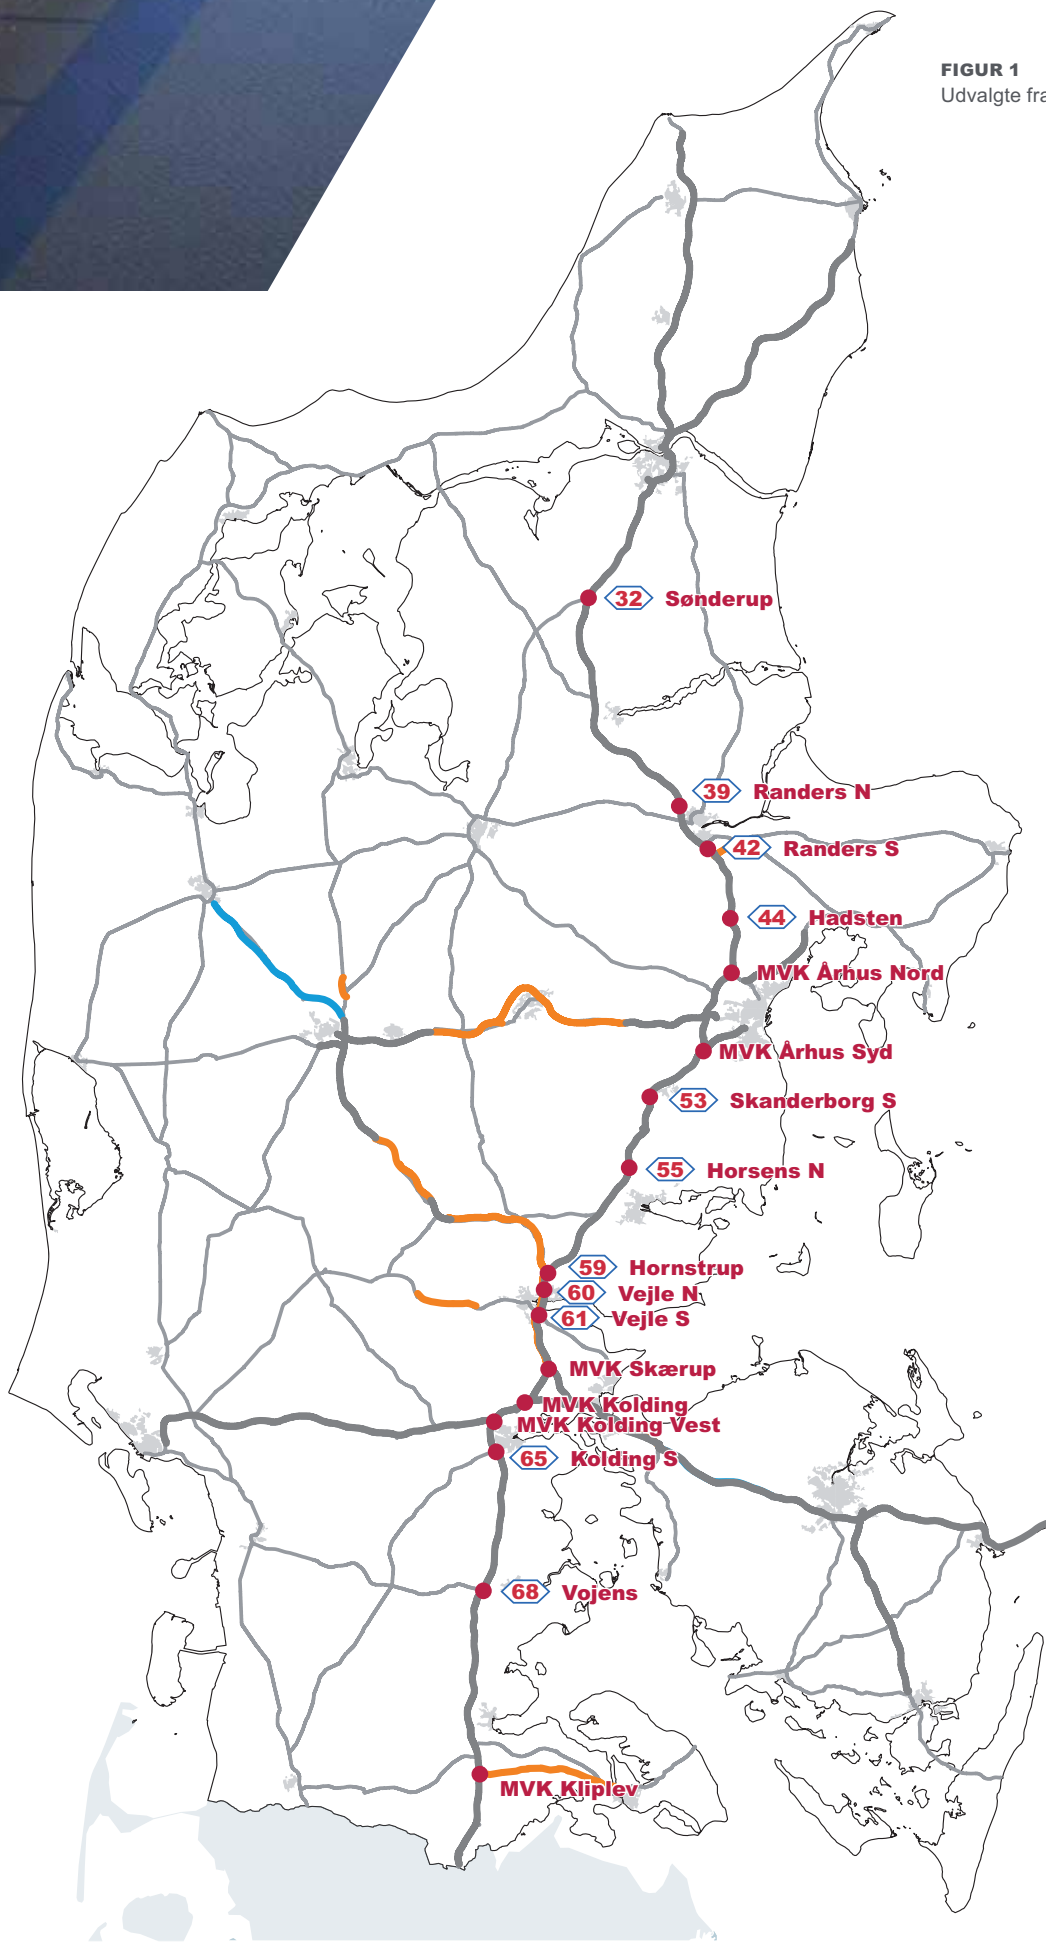 FIGUR 1
Udvalgte
32 Sønderup
39 Randers N
42 Randers S
44 Hadsten
MVK Århus Nord
MVK Århus Syd
53 Skanderborg S
55 Horsens N
59 Hornstrup
60 Vejle N
61 Vejle S
MVK Skærup
MVK Kolding
MVK Kolding Vest
65 Kolding S
68 Vojens
MVK Kliplev